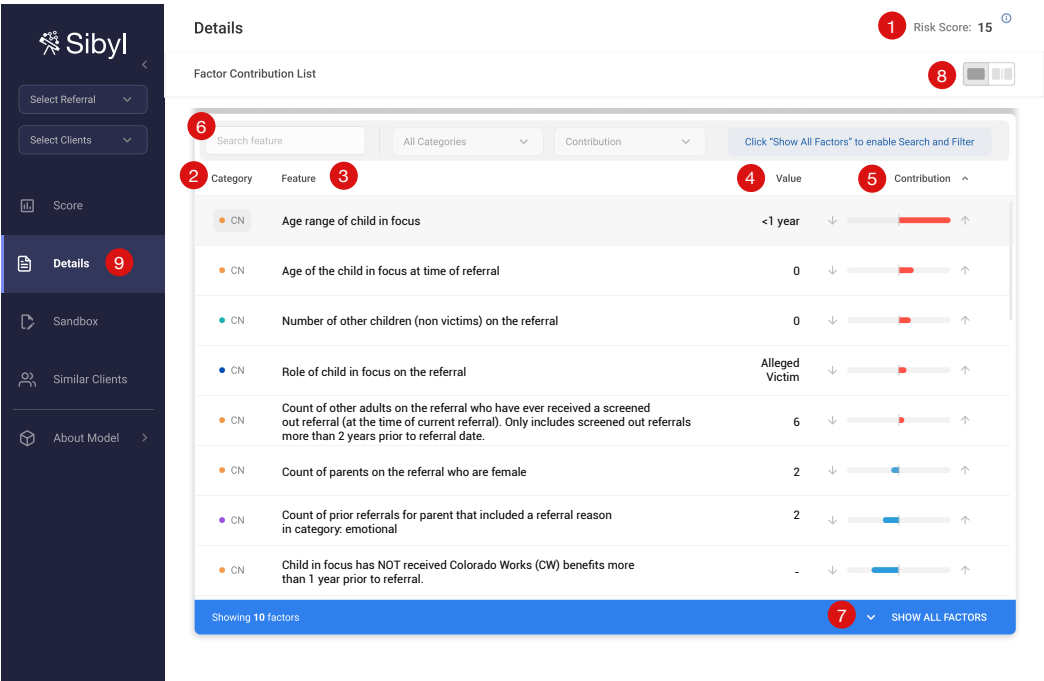 Sibyl
Select Referral
Select Clients
Score
Details 9
Sandbox
Similar Clients
About Model
Details
1 Risk Score: 15
Factor Contribution List
8
6
Search feature
All Categories
Contribution
Click "Show All Factors" to enable Search and Filter
2 Category Feature 3 4 Value 5 Contribution
CN Age range of child in focus <1 year
CN Age of the child in focus at time of referral 0
CN Number of other children (non victims) on the referral 0
CN Role of child in focus on the referral Alleged
Victim
Count of other adults on the referral who have ever received a screened
CN out referral (at the time of current referral). Only includes screened out referrals 6
more than 2 years prior to referral date.
CN Count of parents on the referral who are female 2
CN Count of prior referrals for parent that included a referral reason 2
in category: emotional
CN Child in focus has NOT received Colorado Works (CW) benefits more -
than 1 year prior to referral.
Showing 10 factors
7 SHOW ALL FACTORS